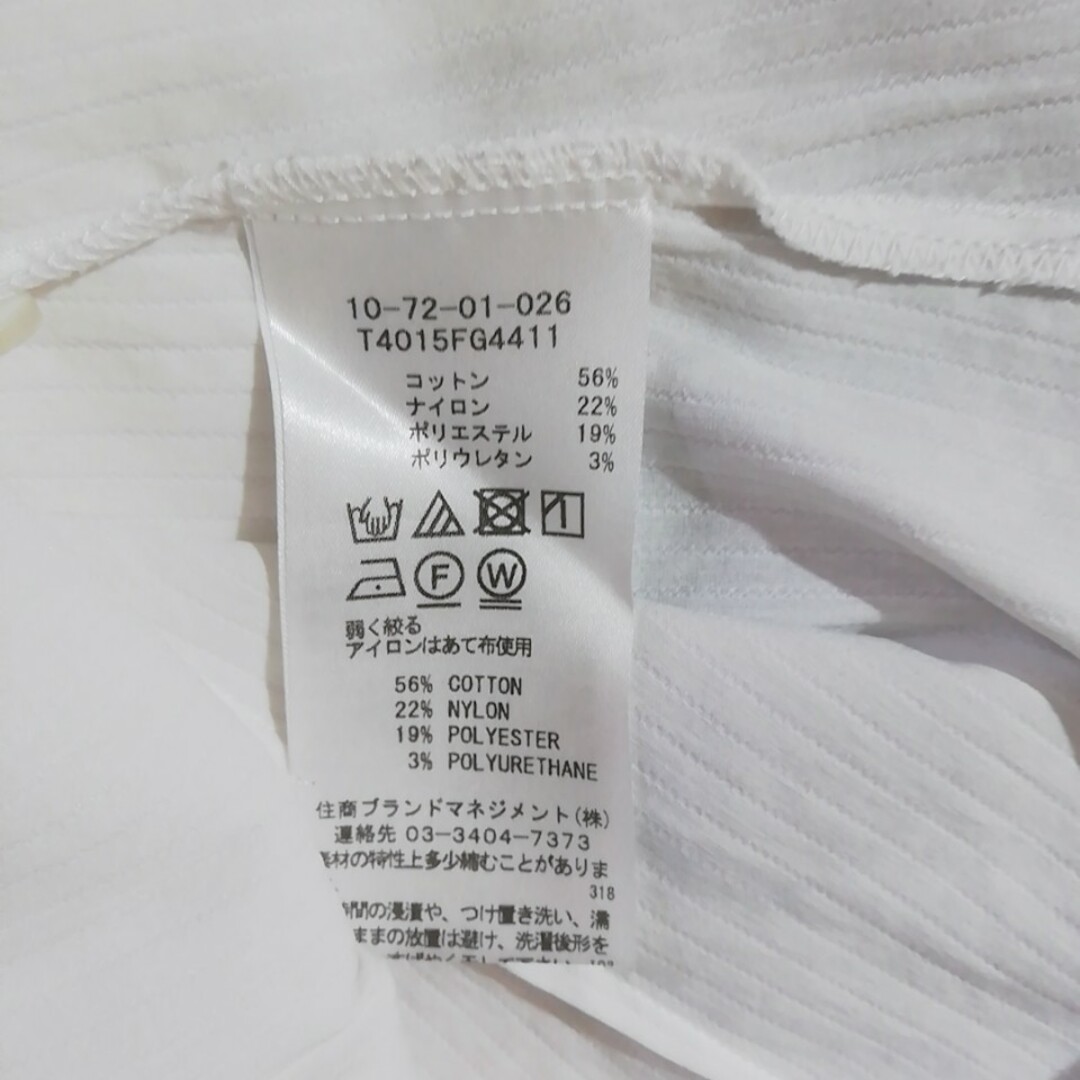 10-72-01-026
T4015FG4411
コットン 56%
ナイロン 22%
ポリエステル 19%
ポリウレタン 3%
F W
弱く絞る
アイロンはあて布使用
56% COTTON
22% NYLON
19% POLYESTER
3% POLYURETHANE
住商ブランドマネジメント(株)
連絡先 03-3404-7373
素材の特性上多少縮むことがありま
318
時間の浸漬や、つけ置き洗い、濡
ままの放置は避け、洗濯後形を